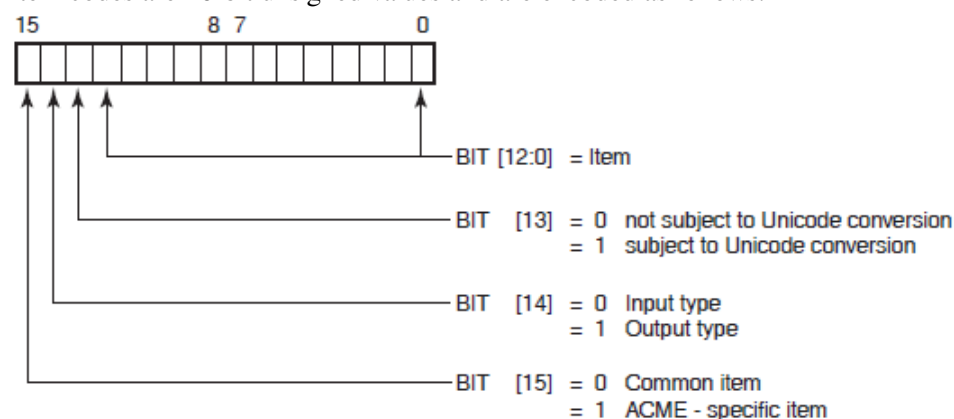 15 8 7 0
BIT [12:0] = Item
BIT [13] = 0 not subject to Unicode conversion
= 1 subject to Unicode conversion
BIT [14] = 0 Input type
= 1 Output type
BIT [15] = 0 Common item
= 1 ACME - specific item